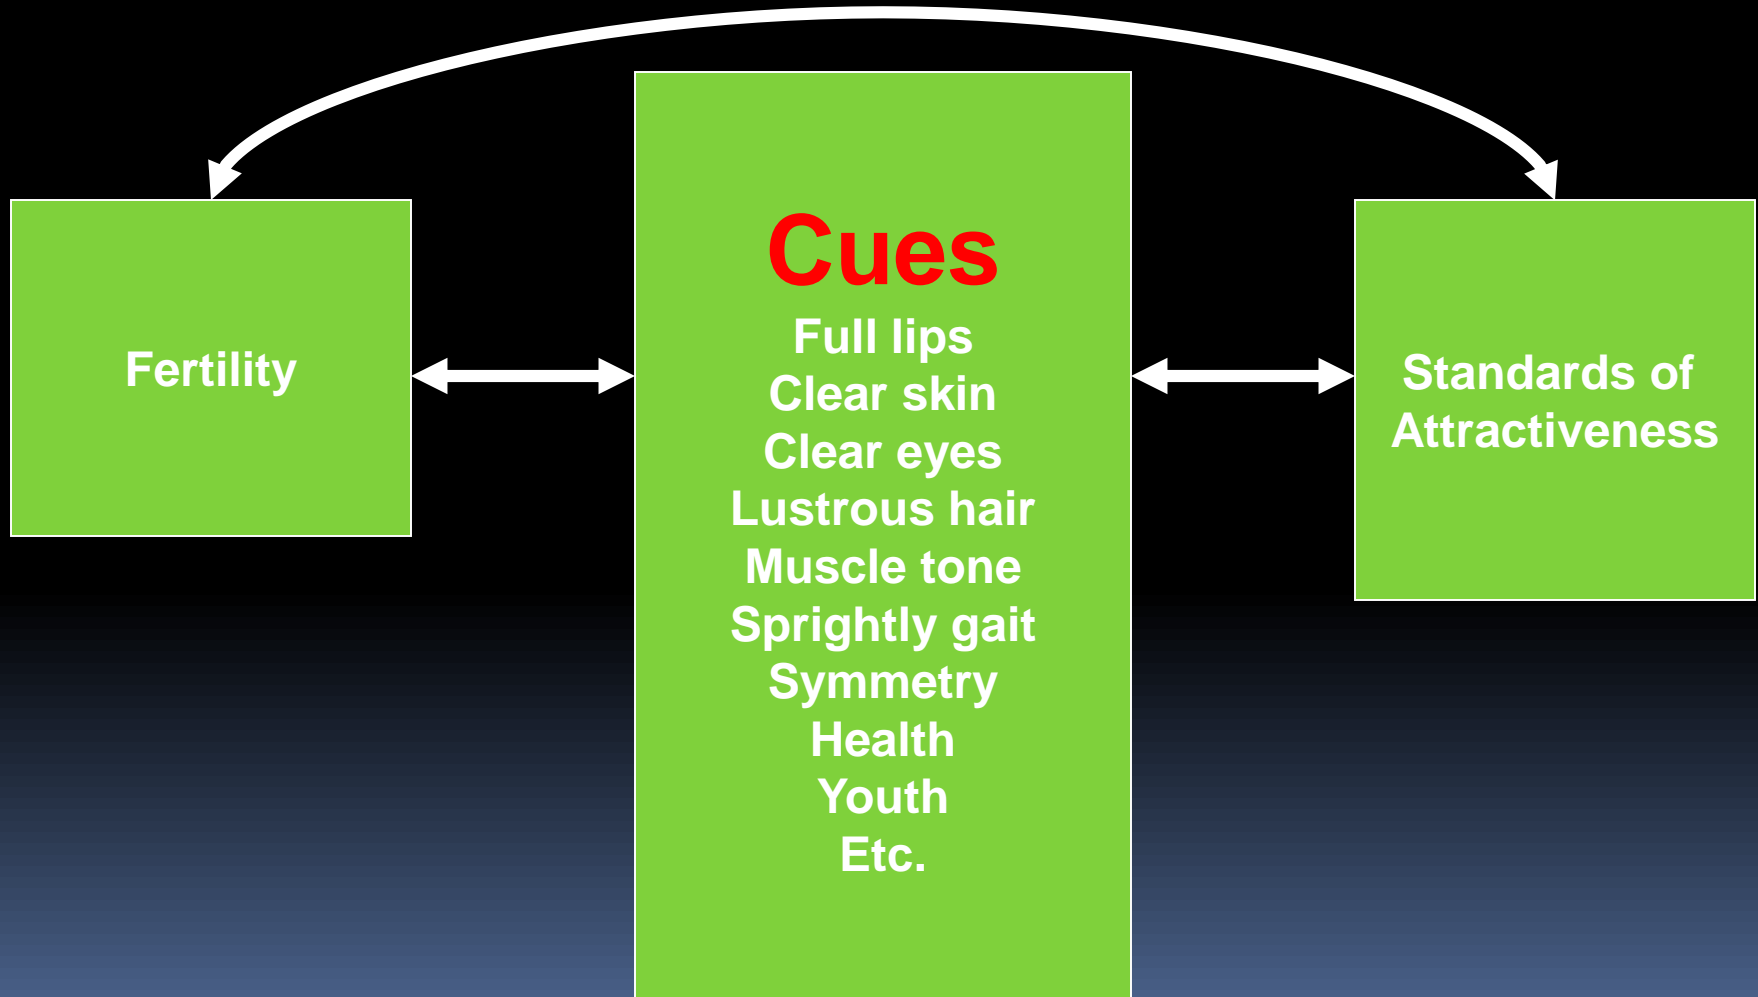 Fertility
Cues
Full lips
Clear skin
Clear eyes
Lustrous hair
Muscle tone
Sprightly gait
Symmetry
Health
Youth
Etc.
Standards of
Attractiveness